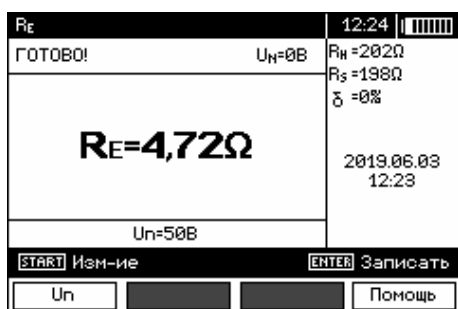 RE 12:24
ГОТОВО! UN=0В
RH=202Ω
RS=198Ω
δ =0%
RE=4,72Ω
2019.06.03
12:23
Un=50В
START Изм-ие ENTER Записать
Un Помощь